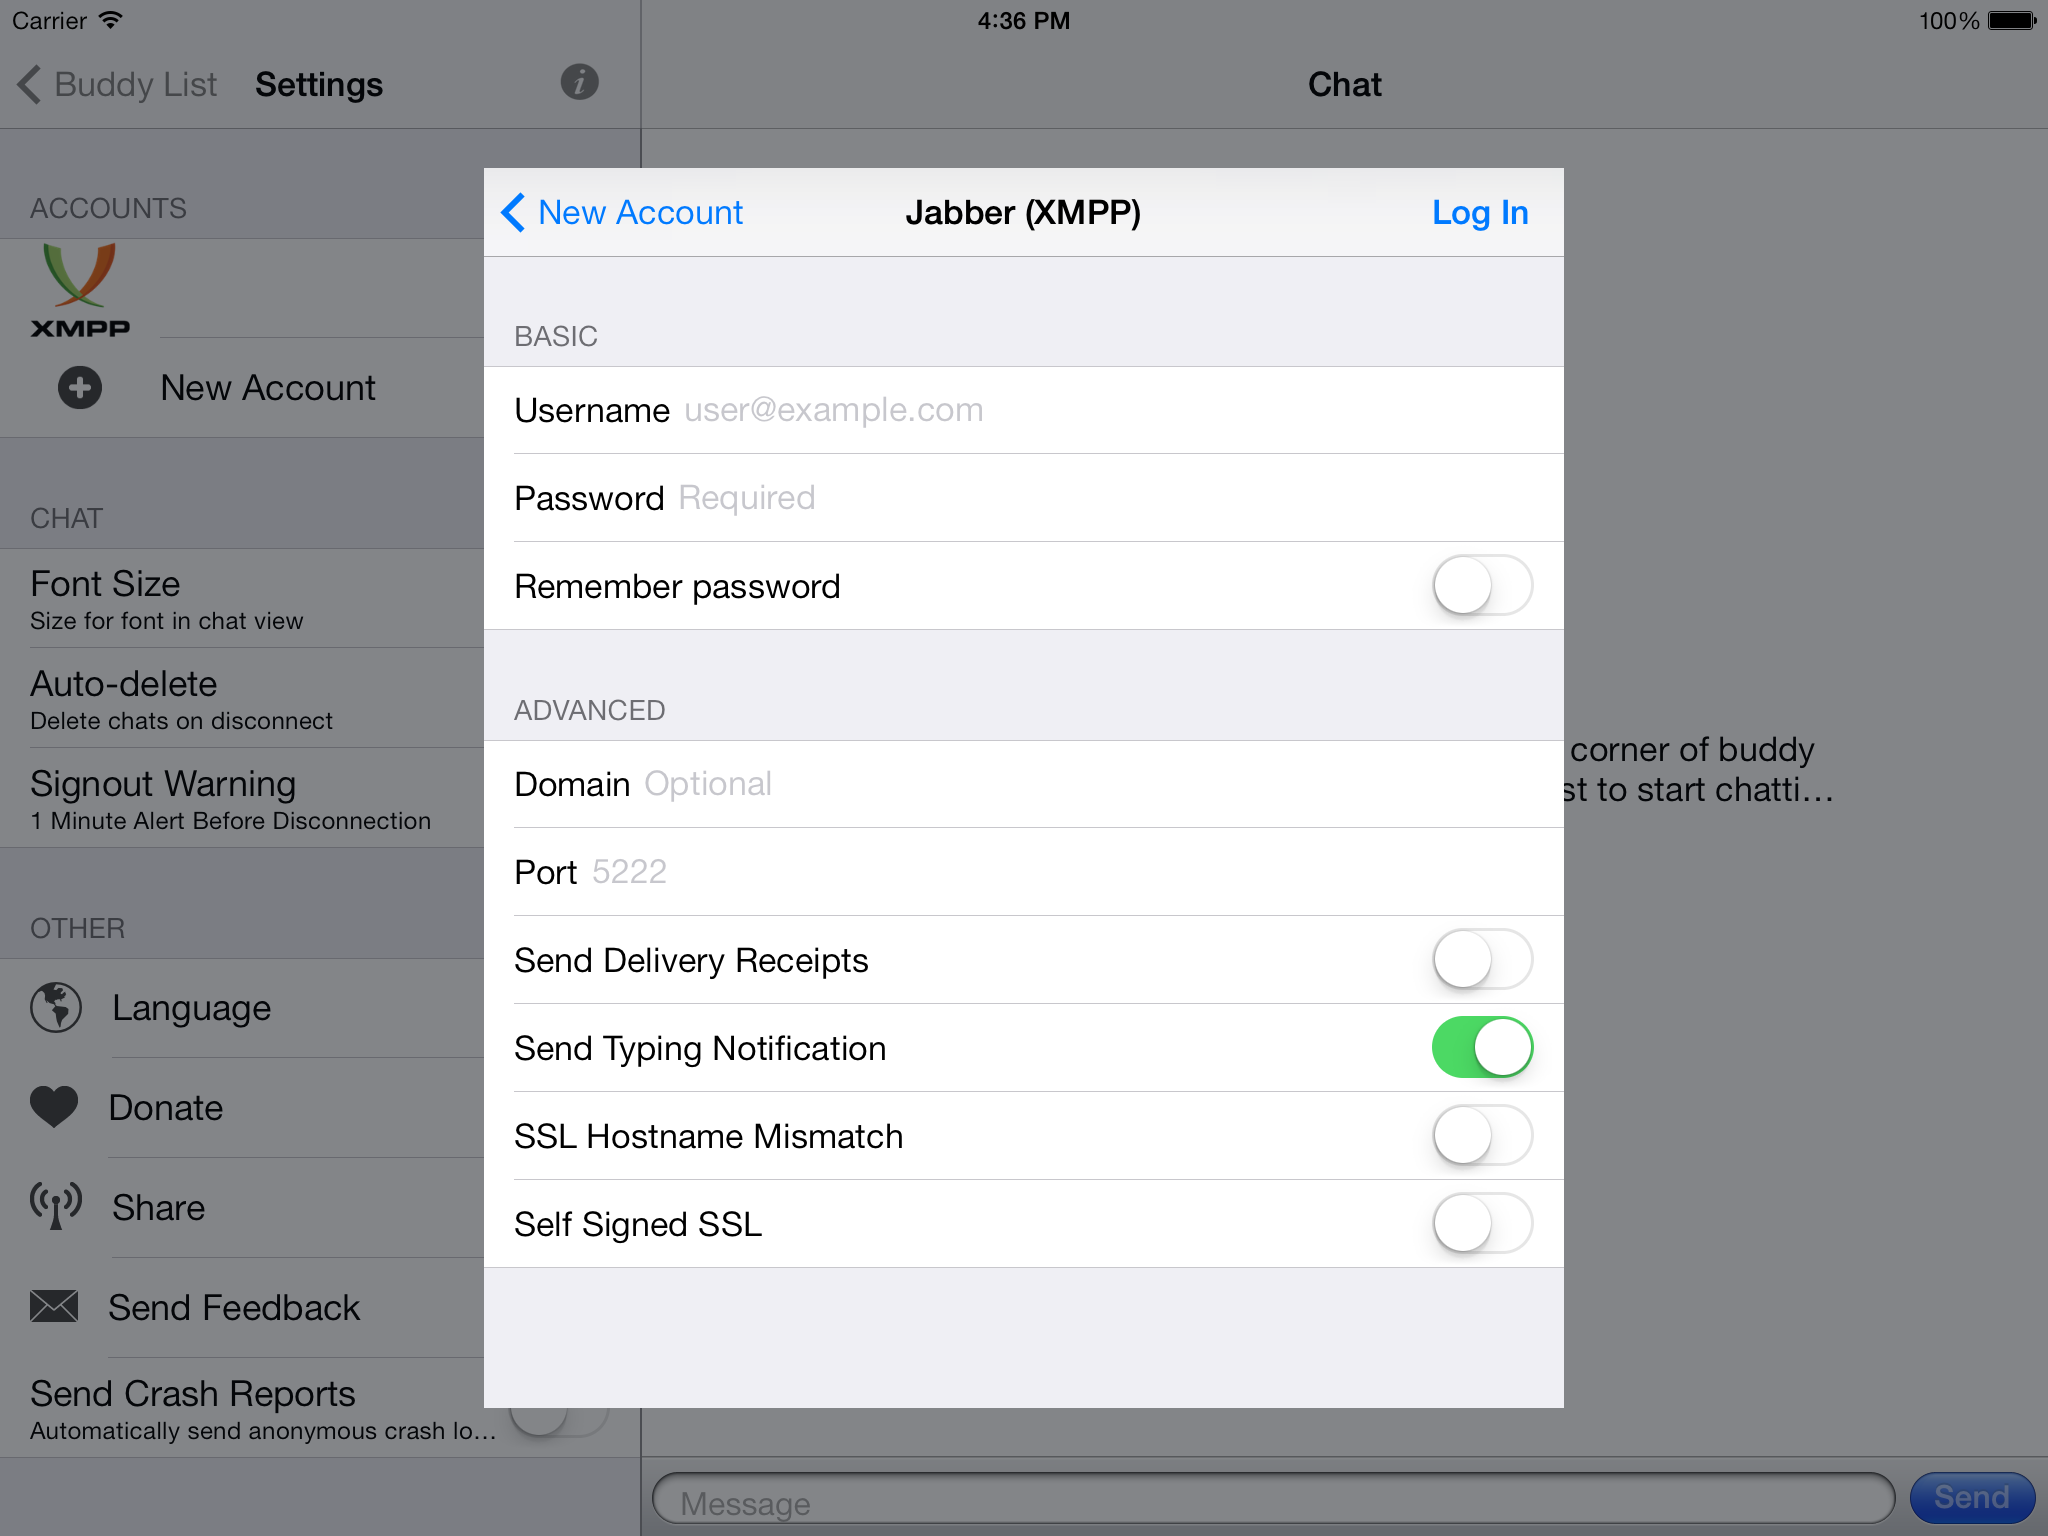 Carrier
4:36 PM
100%
Buddy List
Settings
Chat
ACCOUNTS
XMPP
New Account
CHAT
Font Size
Size for font in chat view
Auto-delete
Delete chats on disconnect
Signout Warning
1 Minute Alert Before Disconnection
OTHER
Language
Donate
Share
Send Feedback
Send Crash Reports
Automatically send anonymous crash lo...
New Account
Jabber (XMPP)
Log In
BASIC
Username user@example.com
Password Required
Remember password
ADVANCED
Domain Optional
Port 5222
Send Delivery Receipts
Send Typing Notification
SSL Hostname Mismatch
Self Signed SSL
corner of buddy
st to start chatti...
Message
Send